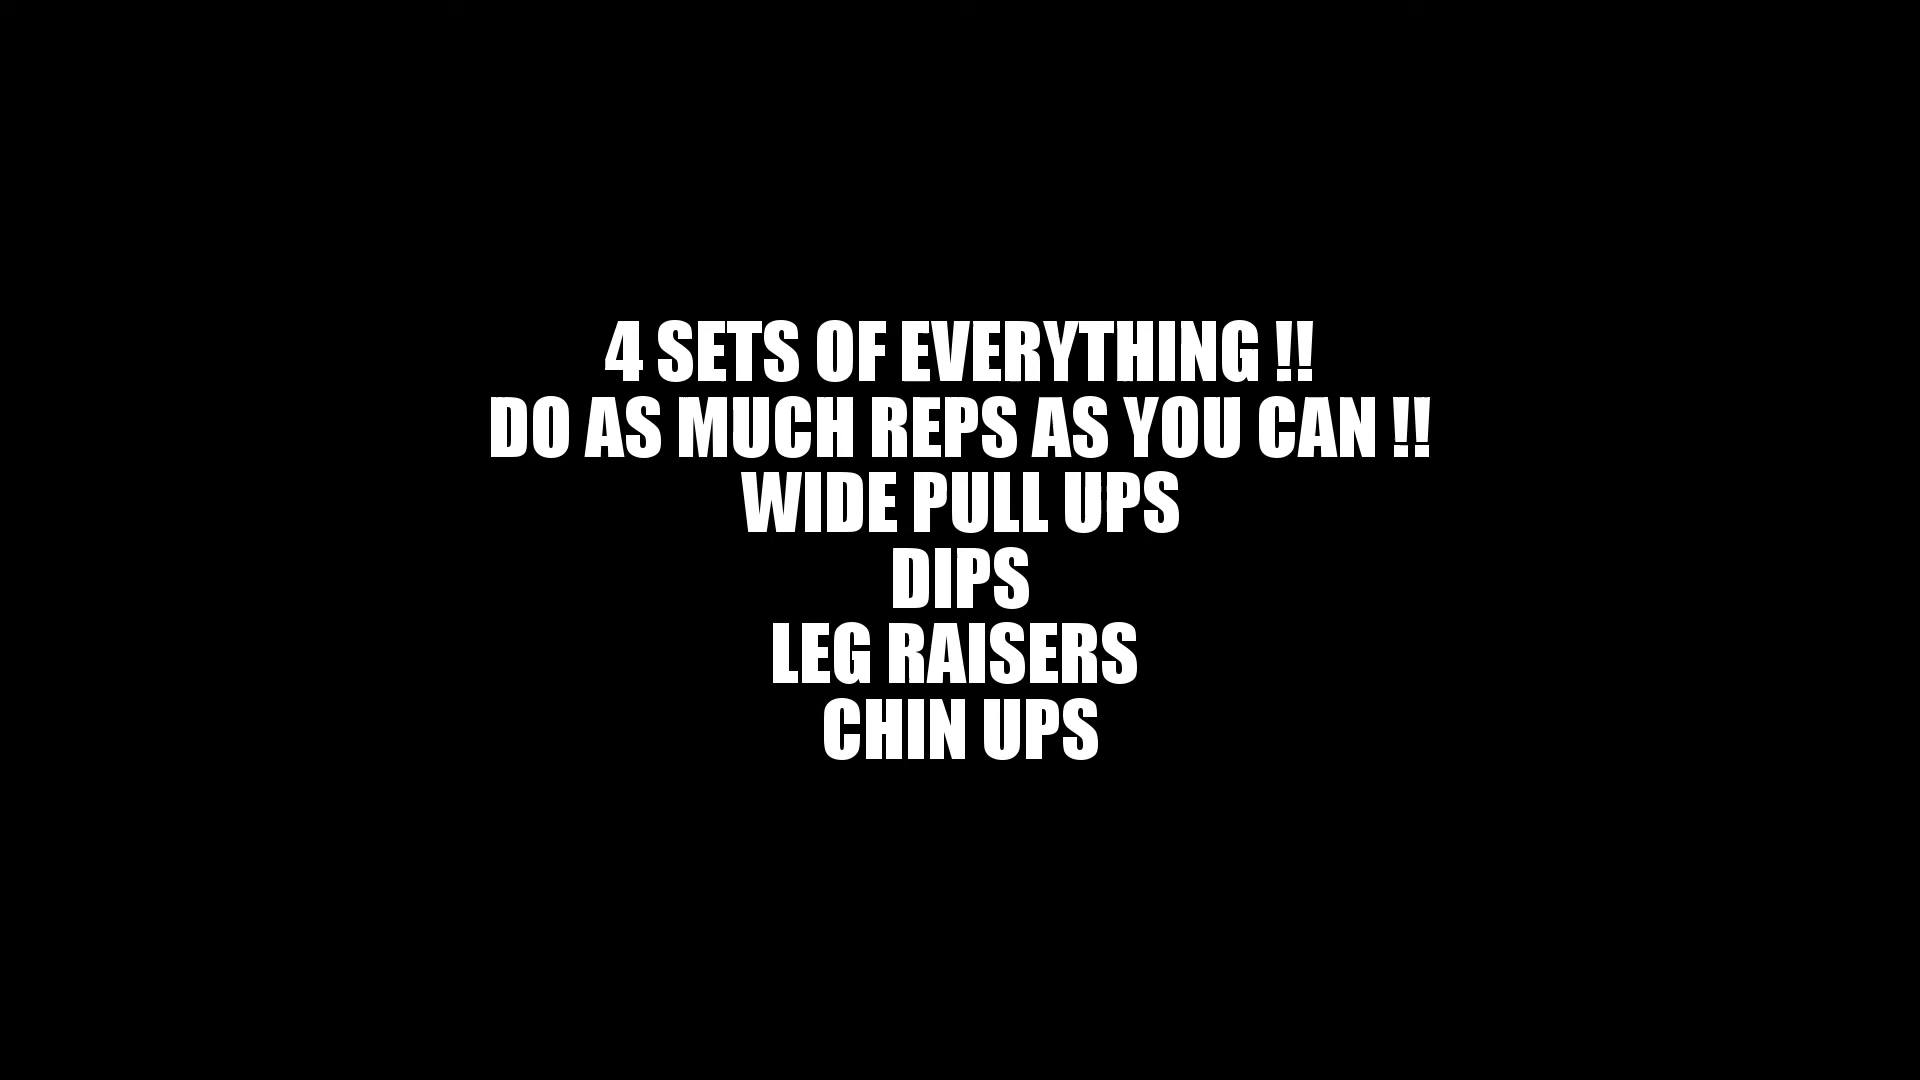 4 SETS OF EVERYTHING !!
DO AS MUCH REPS AS YOU CAN !!
WIDE PULL UPS
DIPS
LEG RAISERS
CHIN UPS